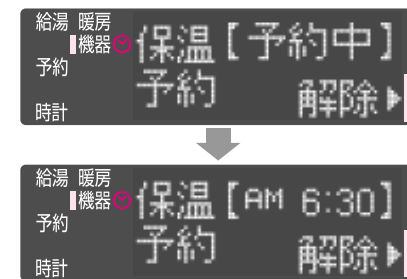 給湯 暖房
機器
予約
時計
保温【予約中】
予約
解除▶
給湯 暖房
機器
予約
時計
保温【AM 6:30】
予約
解除▶